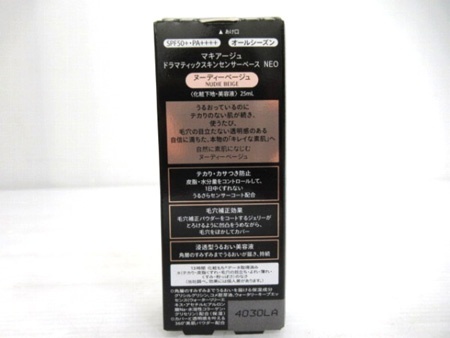 ▲ あけ口
SPF50+・PA++++ オールシーズン
マキアージュ
ドラマティックスキンセンサーベース NEO
ヌーディーベージュ
NUDIE BEIGE
〈化粧下地・美容液〉 25mL
うるおっているのに
テカりのない肌が続き、
使うたび、
毛穴の目立たない透明感のある
自信に満ちた、本物の「キレイな素肌」へ
自然に素肌になじむ
ヌーディーベージュ
テカリ・カサつき防止
皮脂・水分量をコントロールして、
1日中くずれない
うるさらセンサーコート配合
毛穴補正効果
毛穴補正パウダーをコートするジェリーが
とろけるように凹凸をうめながら、
毛穴をぼかしてカバー
浸透型うるおい美容液
角層のすみずみまでうるおいが届き、持続
4030LA